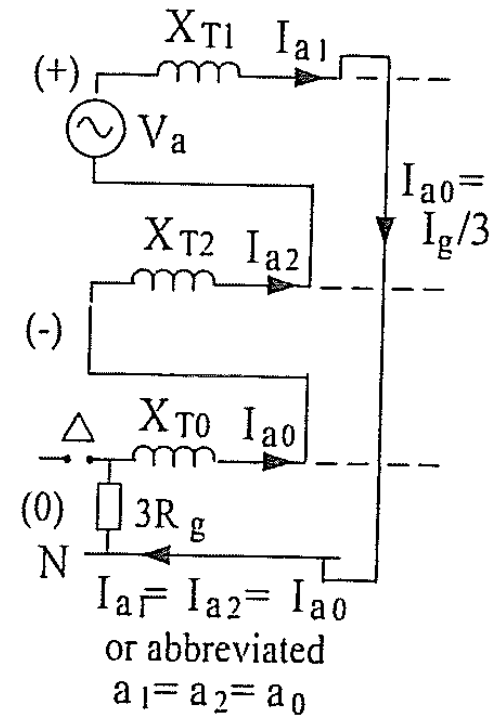 X_T1 I_a1
(+)
V_a
I_a0 =
I_g/3
X_T2 I_a2
(-)
X_T0 I_a0
Δ
(0) 3R_g
N
I_a1 = I_a2 = I_a0
or abbreviated
a_1 = a_2 = a_0